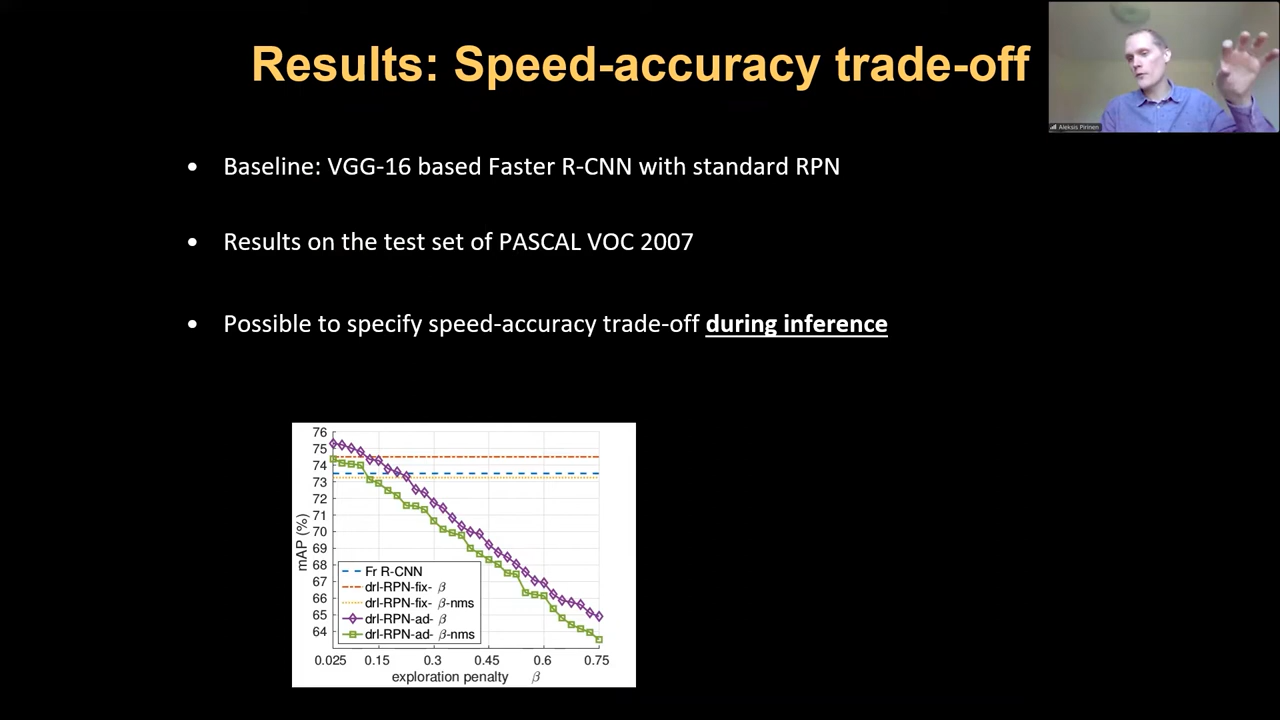 Results: Speed-accuracy trade-off
Aleksis Pirinen
• Baseline: VGG-16 based Faster R-CNN with standard RPN
• Results on the test set of PASCAL VOC 2007
• Possible to specify speed-accuracy trade-off during inference
76
75
74
73
72
71
70
69
68
67
66
65
64
mAP (%)
Fr R-CNN
drl-RPN-fix- β
drl-RPN-fix- β-nms
drl-RPN-ad- β
drl-RPN-ad- β-nms
0.025 0.15 0.3 0.45 0.6 0.75
exploration penalty β